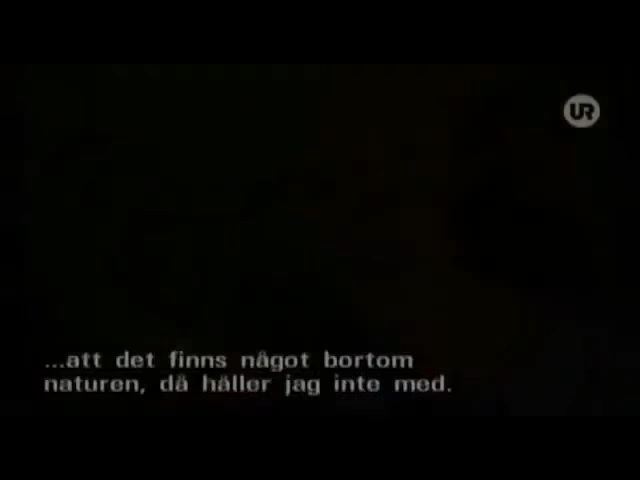 UR
...att det finns något bortom
naturen, då håller jag inte med.